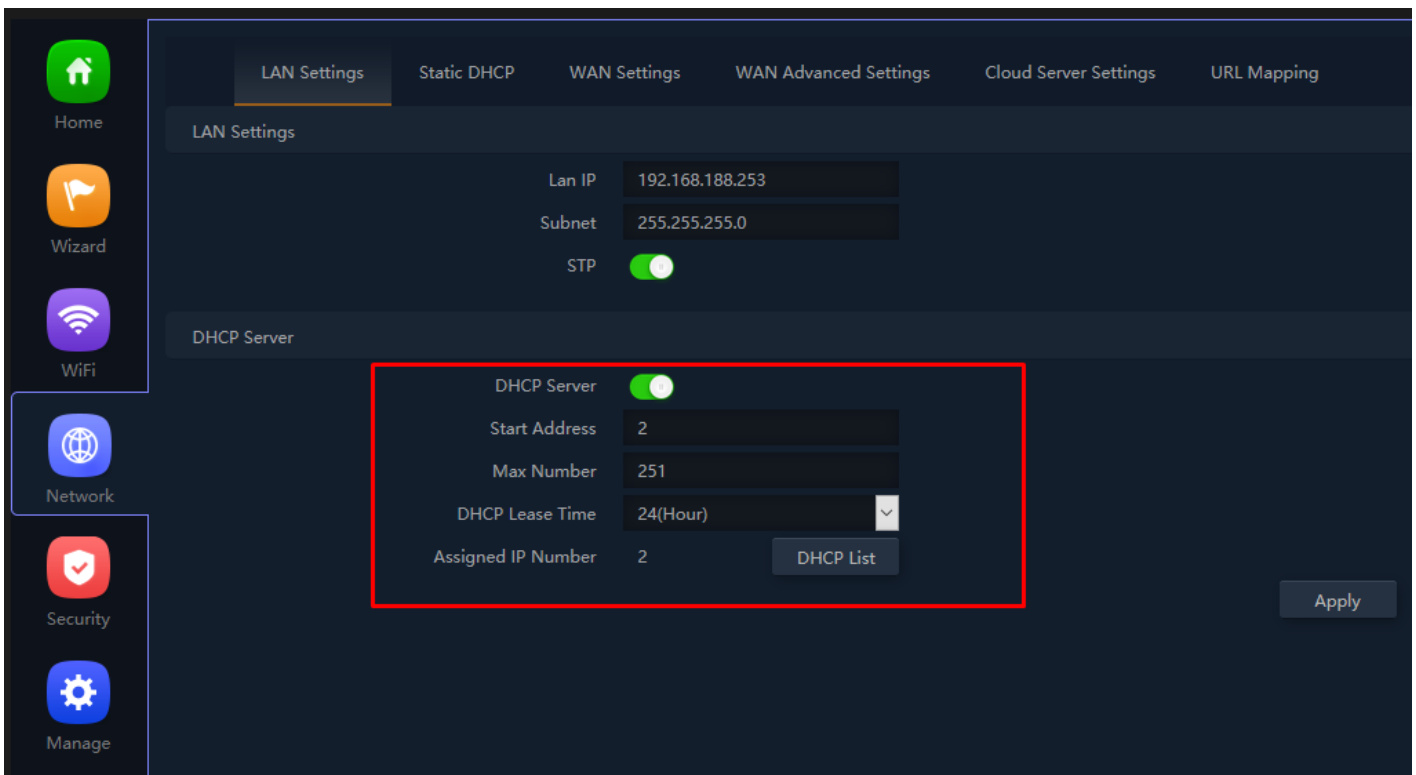 LAN Settings Static DHCP WAN Settings WAN Advanced Settings Cloud Server Settings URL Mapping
Home
LAN Settings
Lan IP 192.168.188.253
Subnet 255.255.255.0
Wizard
STP
DHCP Server
WiFi
DHCP Server
Start Address 2
Max Number 251
Network
DHCP Lease Time 24(Hour)
Assigned IP Number 2 DHCP List
Apply
Security
Manage